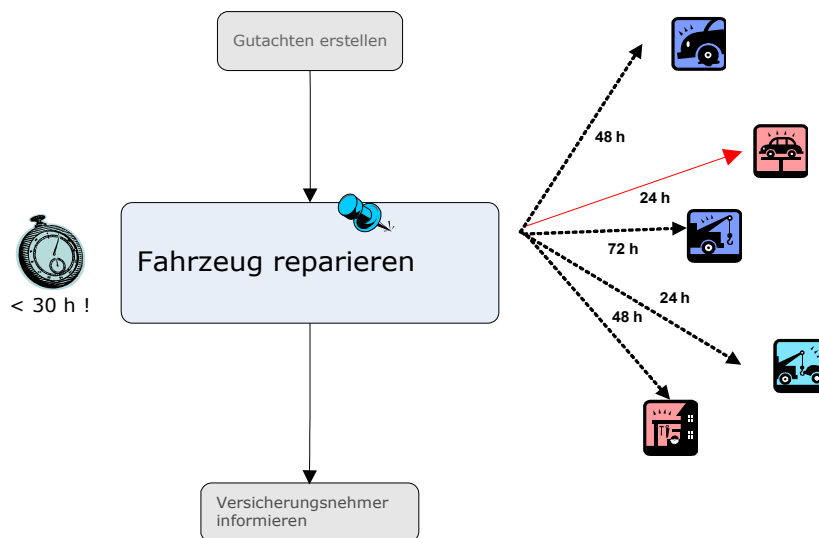 Gutachten erstellen
48 h
24 h
72 h
Fahrzeug reparieren
< 30 h !
24 h
48 h
Versicherungsnehmer
informieren